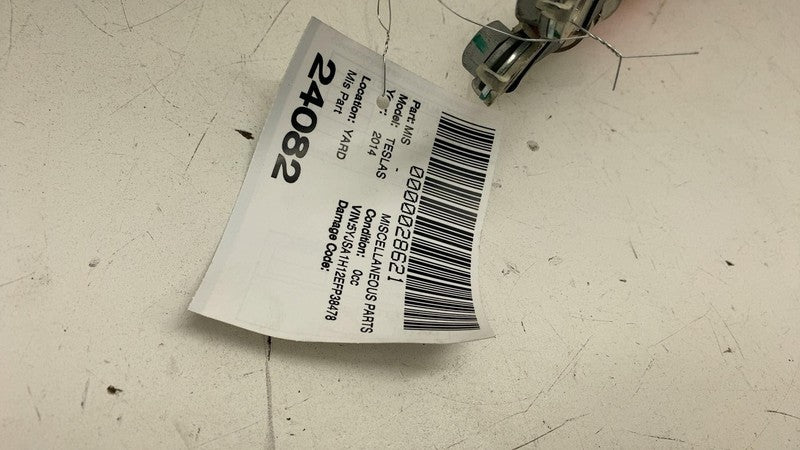 0000028621
Part: MIS
MISCELLANEOUS PARTS
Model: TESLAS
Condition: 0cc
2014
VIN:5YJSA1H12EFP38478
Location: YARD
Damage Code:
Mis Part
24082